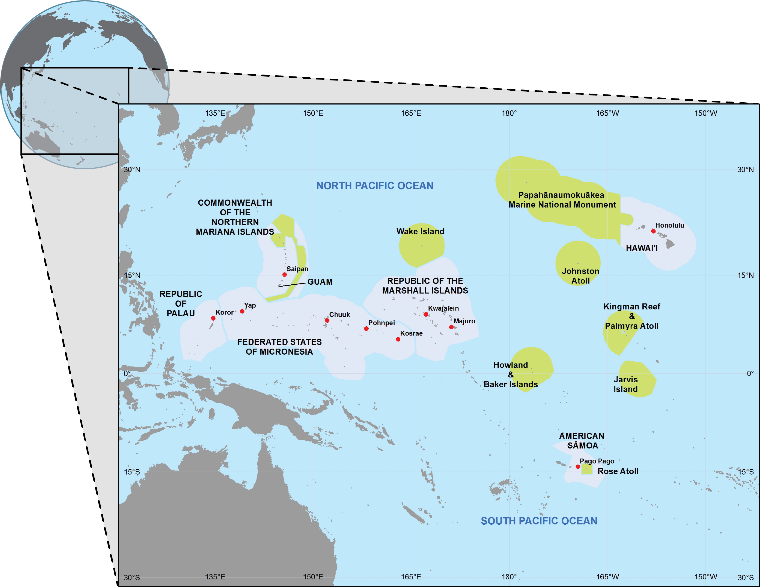 135°E 150°E 165°E 180° 165°W 150°W
30°N 30°N
NORTH PACIFIC OCEAN
Papahānaumokuākea
Marine National Monument
COMMONWEALTH
OF THE
NORTHERN
MARIANA ISLANDS
Wake Island
Honolulu
HAWAI'I
Saipan
GUAM
15°N 15°N
Johnston
Atoll
REPUBLIC OF THE
MARSHALL ISLANDS
REPUBLIC
OF
PALAU
Koror
Yap
Chuuk
Pohnpei
Kosrae
Kwajalein
Majuro
FEDERATED STATES
OF MICRONESIA
Kingman Reef
&
Palmyra Atoll
Howland
&
Baker Islands
Jarvis
Island
0° 0°
AMERICAN
SĀMOA
Pago Pago
Rose Atoll
15°S 15°S
SOUTH PACIFIC OCEAN
30°S 30°S
135°E 150°E 165°E 180° 165°W 150°W